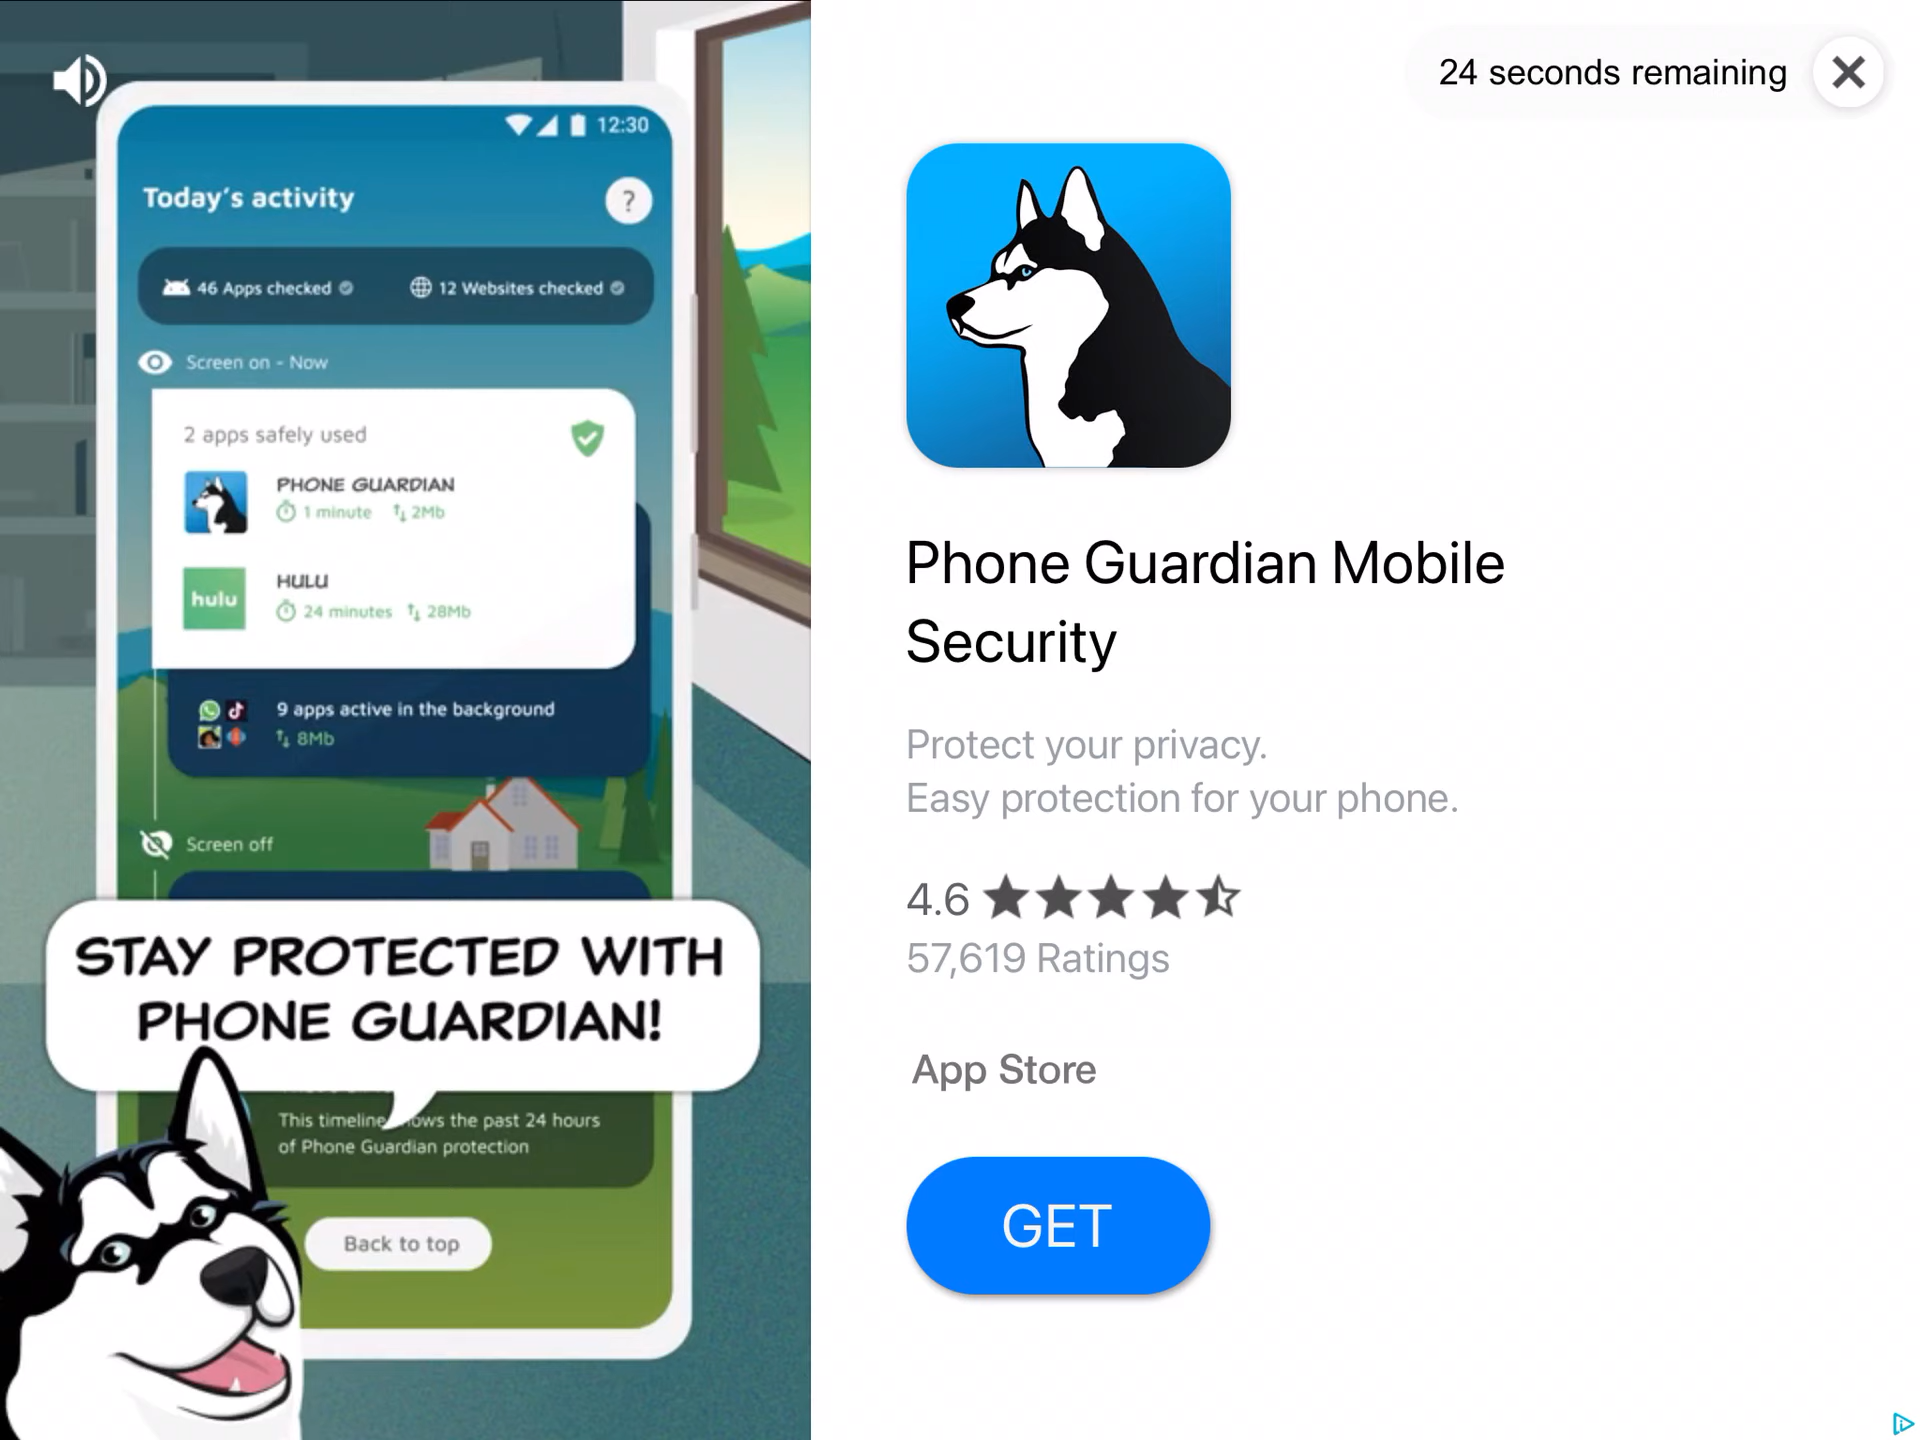 12:30
Today's activity
?
46 Apps checked
12 Websites checked
Screen on - Now
2 apps safely used
PHONE GUARDIAN
1 minute 2Mb
hulu
HULU
24 minutes 28Mb
9 apps active in the background
8Mb
Screen off
STAY PROTECTED WITH
PHONE GUARDIAN!
This timeline ows the past 24 hours
of Phone Guardian protection
Back to top
24 seconds remaining
Phone Guardian Mobile
Security
Protect your privacy.
Easy protection for your phone.
4.6
57,619 Ratings
App Store
GET